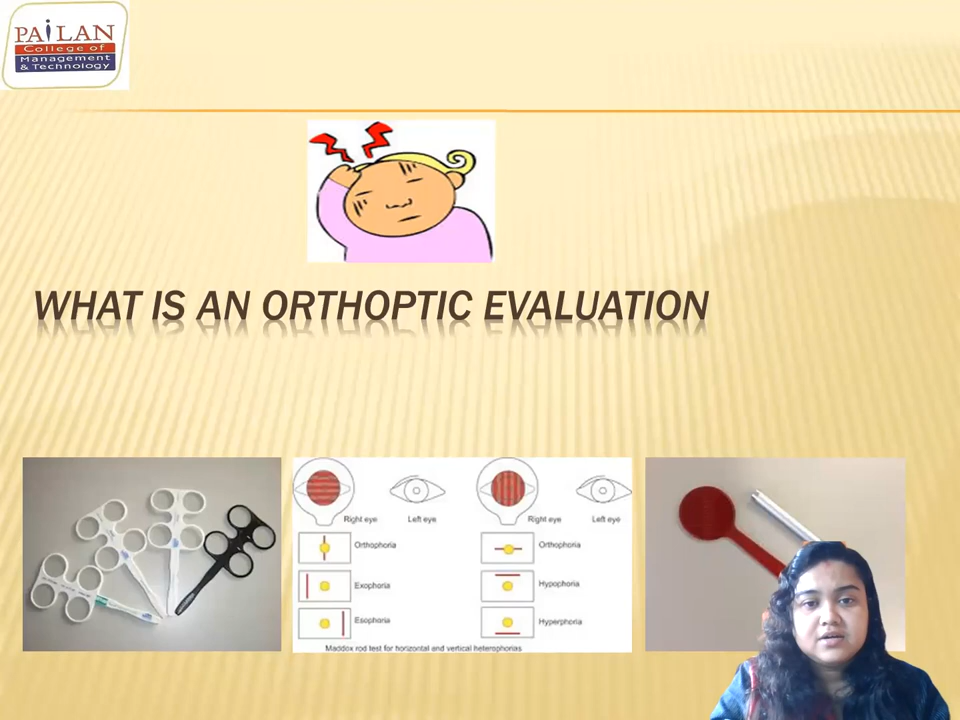 PAiLAN
College of
Management
& Technology
WHAT IS AN ORTHOPTIC EVALUATION
Right eye Left eye Right eye Left eye
Orthophoria Orthophoria
Exophoria Hypophoria
Esophoria Hyperphoria
Maddox rod test for horizontal and vertical heterophorias